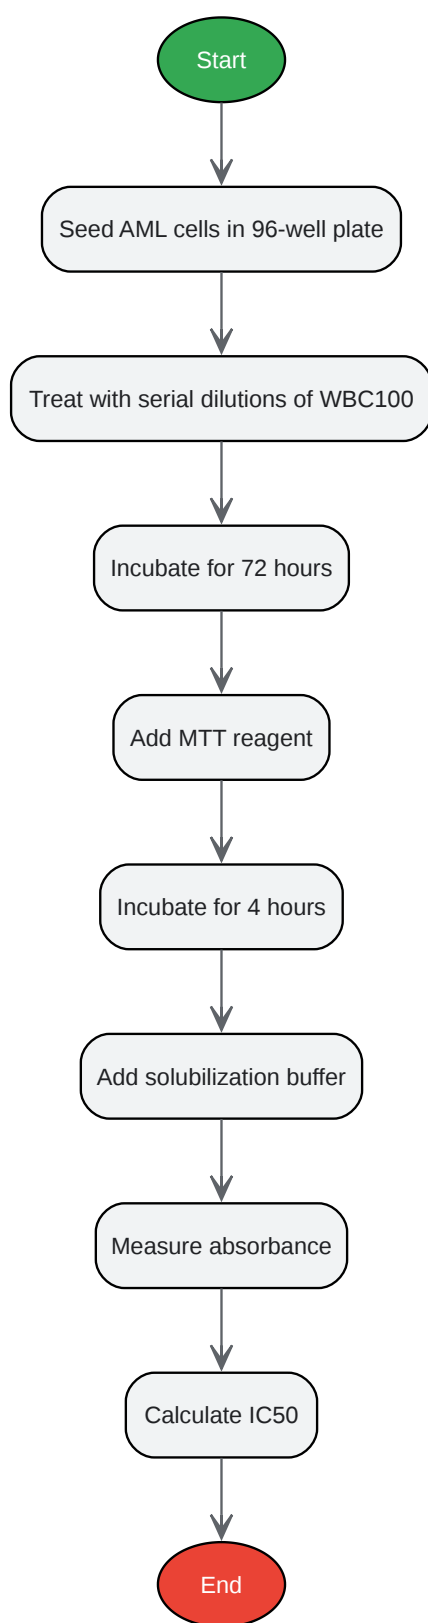 Start
Seed AML cells in 96-well plate
Treat with serial dilutions of WBC100
Incubate for 72 hours
Add MTT reagent
Incubate for 4 hours
Add solubilization buffer
Measure absorbance
Calculate IC50
End